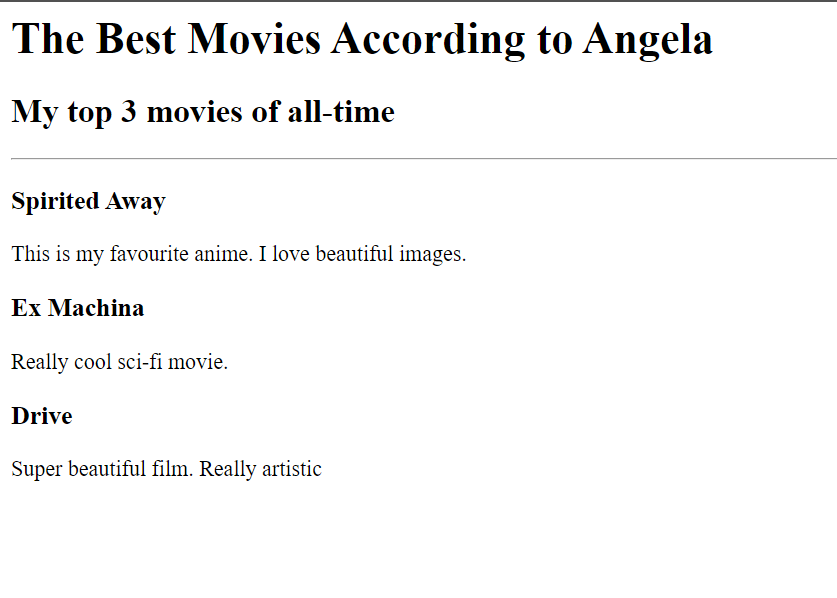 The Best Movies According to Angela
My top 3 movies of all-time
Spirited Away
This is my favourite anime. I love beautiful images.
Ex Machina
Really cool sci-fi movie.
Drive
Super beautiful film. Really artistic